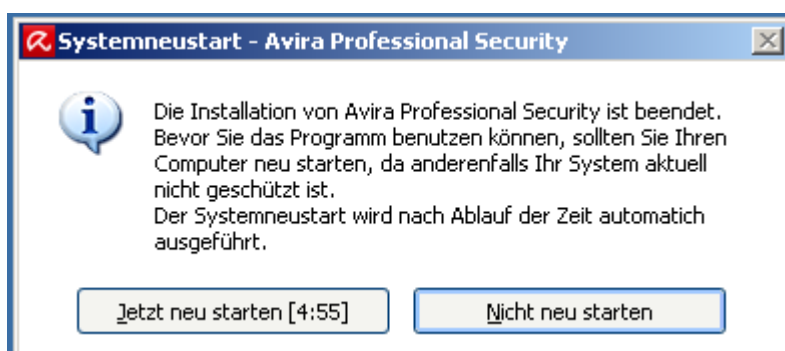 Systemneustart - Avira Professional Security
Die Installation von Avira Professional Security ist beendet.
Bevor Sie das Programm benutzen können, sollten Sie Ihren
Computer neu starten, da anderenfalls Ihr System aktuell
nicht geschützt ist.
Der Systemneustart wird nach Ablauf der Zeit automatich
ausgeführt.
Jetzt neu starten [4:55]
Nicht neu starten